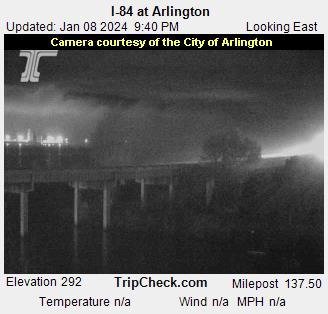 I-84 at Arlington
Updated: Jan 08 2024 9:40 PM Looking East
Camera courtesy of the City of Arlington
Elevation 292 TripCheck.com Milepost 137.50
Temperature n/a Wind n/a MPH n/a